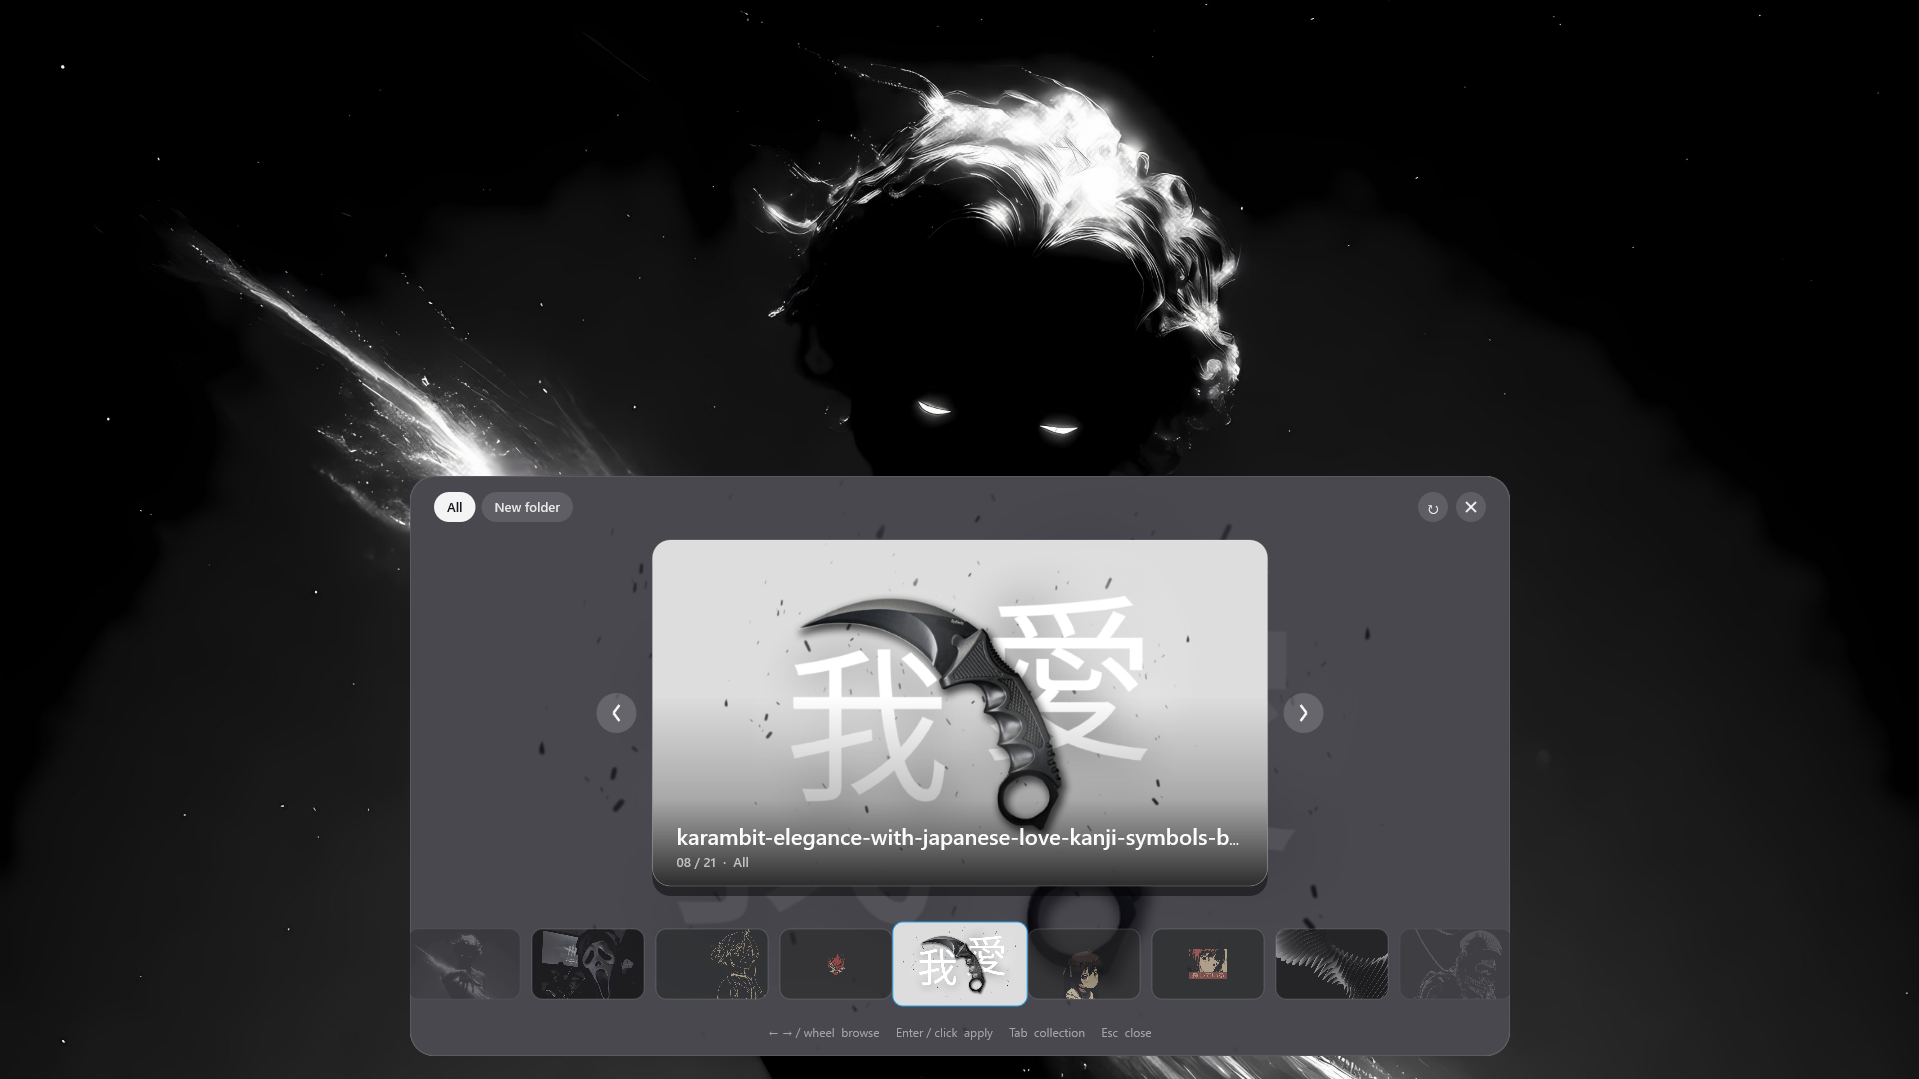 All New folder ↻ ✕
我 愛
karambit-elegance-with-japanese-love-kanji-symbols-b...
08 / 21 · All
我 愛
← → / wheel browse Enter / click apply Tab collection Esc close